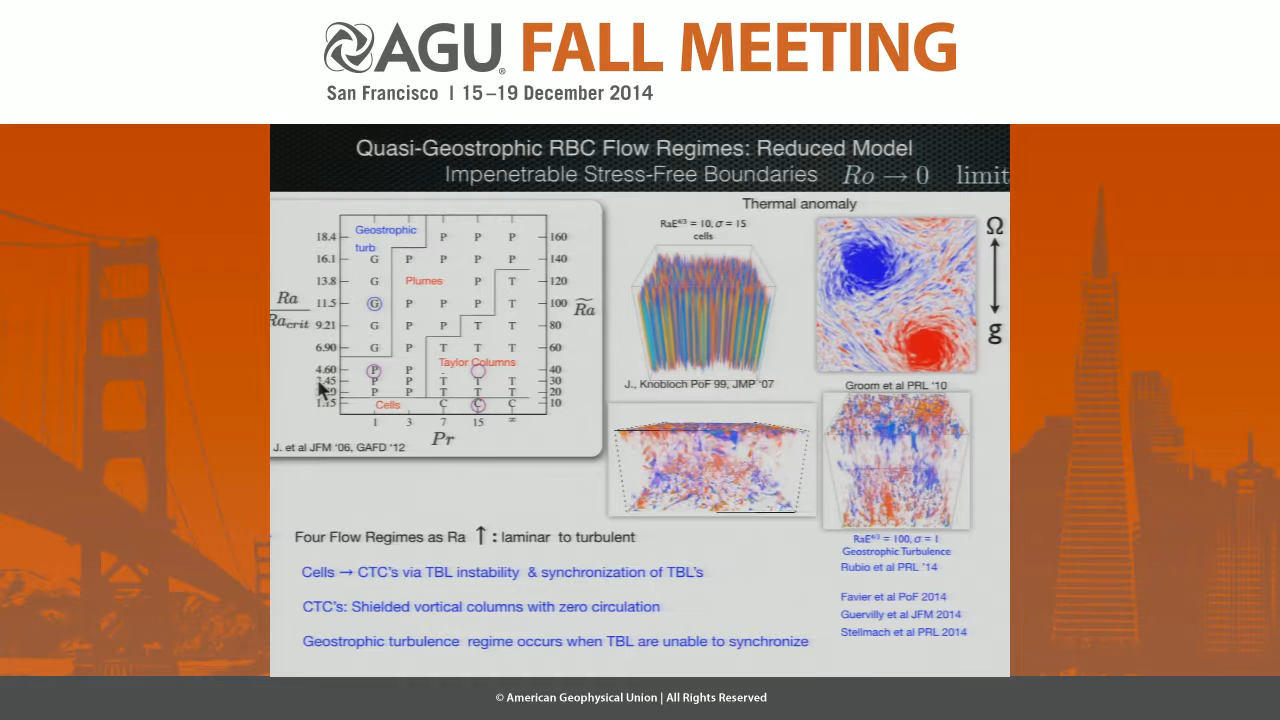 AGU FALL MEETING
San Francisco | 15–19 December 2014
Quasi-Geostrophic RBC Flow Regimes: Reduced Model
Impenetrable Stress-Free Boundaries Ro → 0 limit
Geostrophic
turb
18.4 P P P 160
16.1 G P P P P 140
13.8 G Plumes P T 120
11.5 G P P P T 100
9.21 G P P T T 80
6.90 G P T T T 60
Taylor Columns
4.60 P P 40
P P T T T 30
P P T T T 20
1.15 Cells C C C 10
1 3 7 15 ∞
Ra
Ra_crit
R̃a
Pr
J. et al JFM '06, GAFD '12
Thermal anomaly
RaE^4/3 = 10, σ = 15
cells
J., Knobloch PoF 99, JMP '07
Ω
g
Groom et al PRL '10
RaE^4/3 = 100, σ = 1
Geostrophic Turbulence
Rubio et al PRL '14
Favier et al PoF 2014
Guervilly et al JFM 2014
Stellmach et al PRL 2014
Four Flow Regimes as Ra ↑ : laminar to turbulent
Cells → CTC's via TBL instability & synchronization of TBL's
CTC's: Shielded vortical columns with zero circulation
Geostrophic turbulence regime occurs when TBL are unable to synchronize
© American Geophysical Union | All Rights Reserved